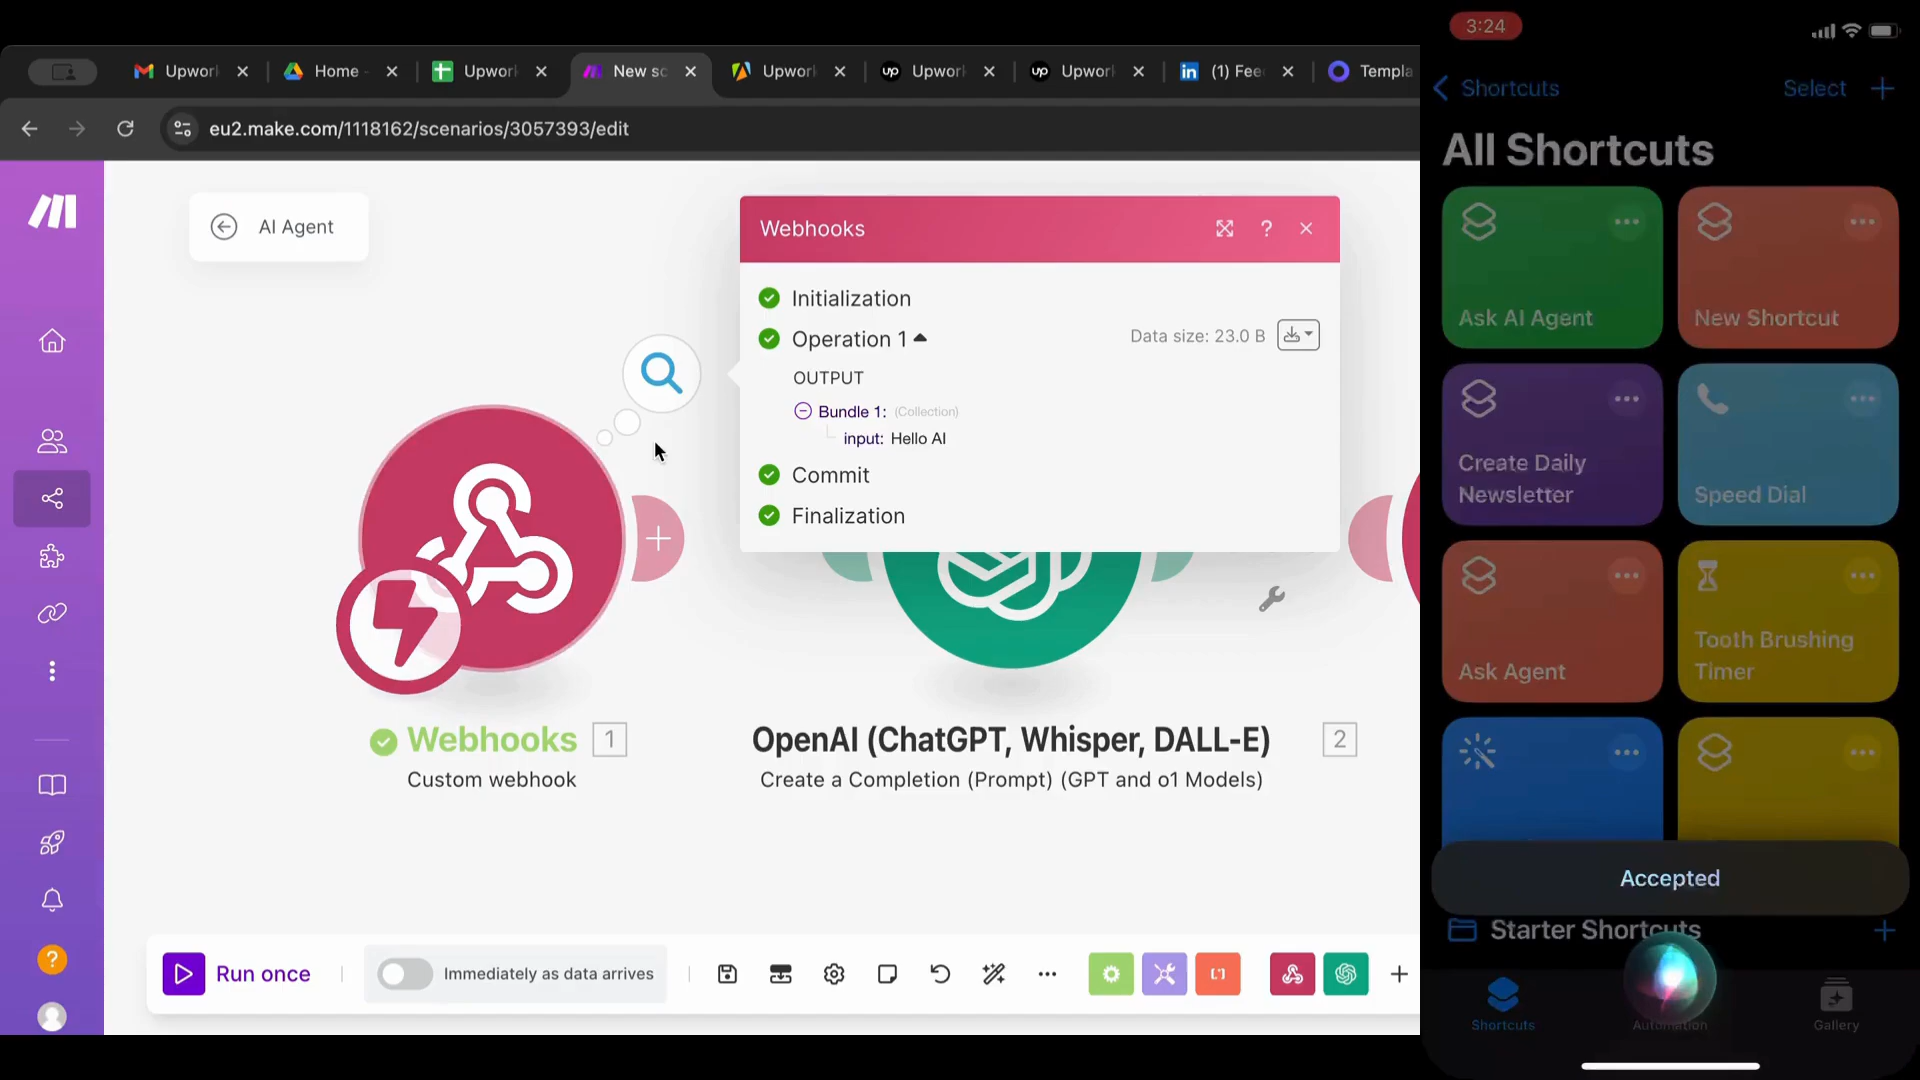 Upwor
Home -
Upwor
New sc
Upwor
Upwor
Upwor
(1) Fee
Templa
eu2.make.com/1118162/scenarios/3057393/edit
AI Agent
Webhooks
?
Initialization
Operation 1
Data size: 23.0 B
OUTPUT
Bundle 1: (Collection)
input: Hello AI
Commit
Finalization
Webhooks 1
Custom webhook
OpenAI (ChatGPT, Whisper, DALL-E) 2
Create a Completion (Prompt) (GPT and o1 Models)
Run once
Immediately as data arrives
3:24
Shortcuts
Select
All Shortcuts
Ask AI Agent
New Shortcut
Create Daily
Newsletter
Speed Dial
Ask Agent
Tooth Brushing
Timer
Accepted
Starter Shortcuts
Shortcuts
Automation
Gallery